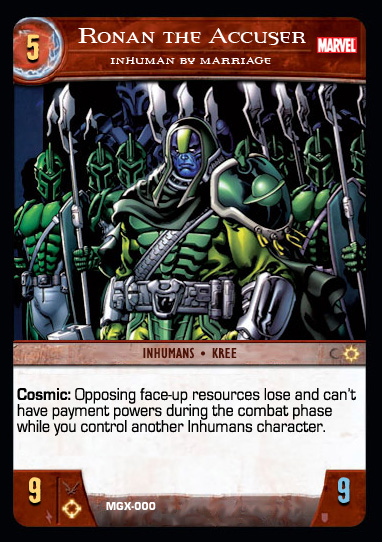 5
Ronan the Accuser
Inhuman by Marriage
MARVEL
INHUMANS • KREE
C
Cosmic: Opposing face-up resources lose and can't
have payment powers during the combat phase
while you control another Inhumans character.
9
MGX-000
9